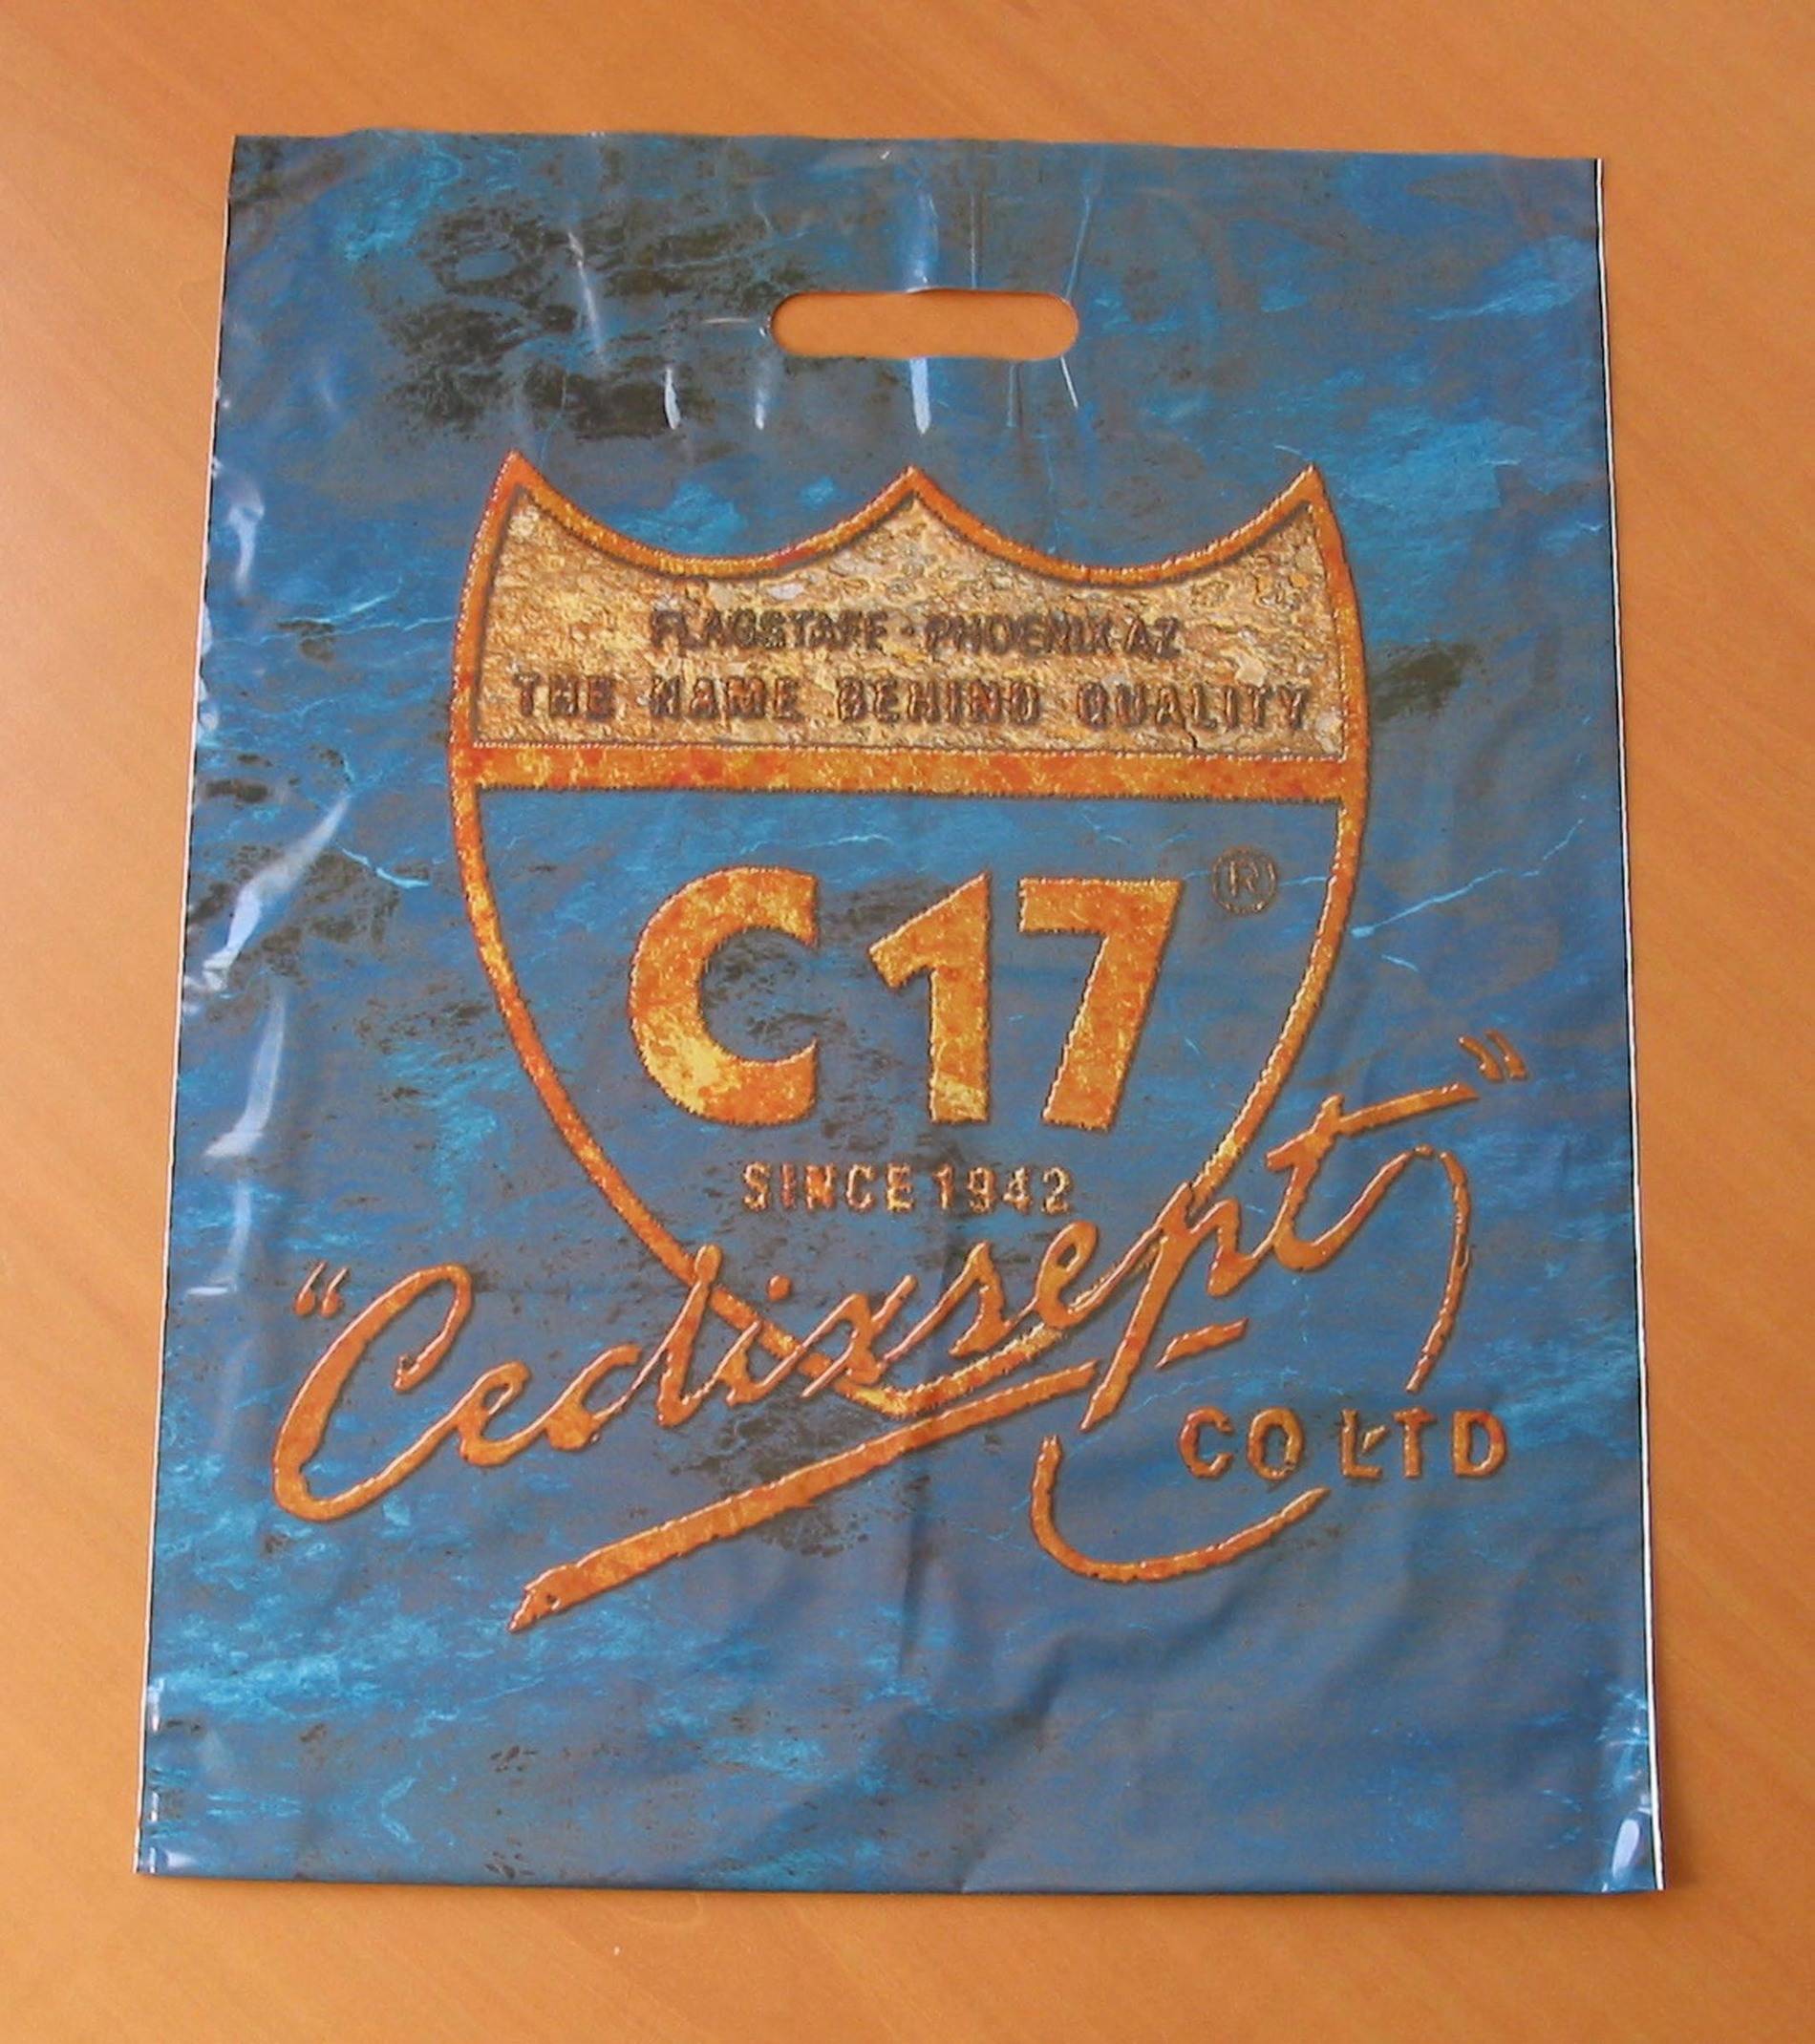 FLAGSTAFF - PHOENIX AZ
THE NAME BEHIND QUALITY
C17®
SINCE 1942
"Cedixsept"
CO LTD